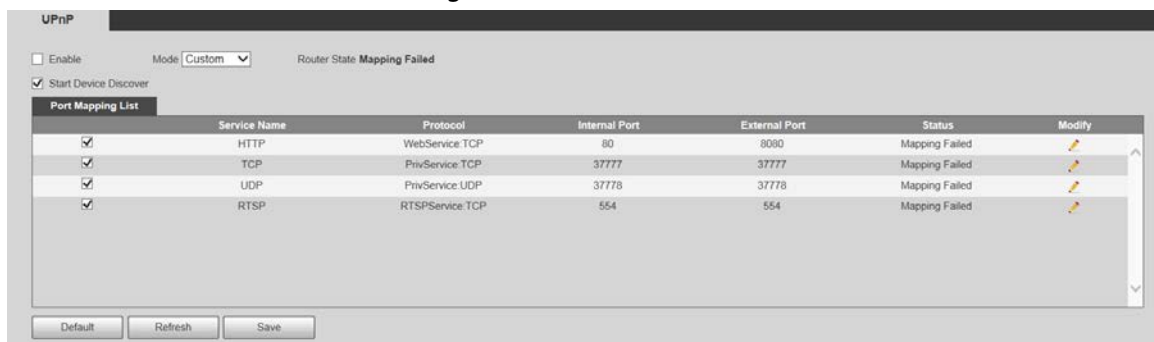 UPnP
Enable Mode Custom Router State Mapping Failed
Start Device Discover
Port Mapping List
Service Name Protocol Internal Port External Port Status Modify
HTTP WebService:TCP 80 8080 Mapping Failed
TCP PrivService:TCP 37777 37777 Mapping Failed
UDP PrivService:UDP 37778 37778 Mapping Failed
RTSP RTSPService:TCP 554 554 Mapping Failed
Default Refresh Save